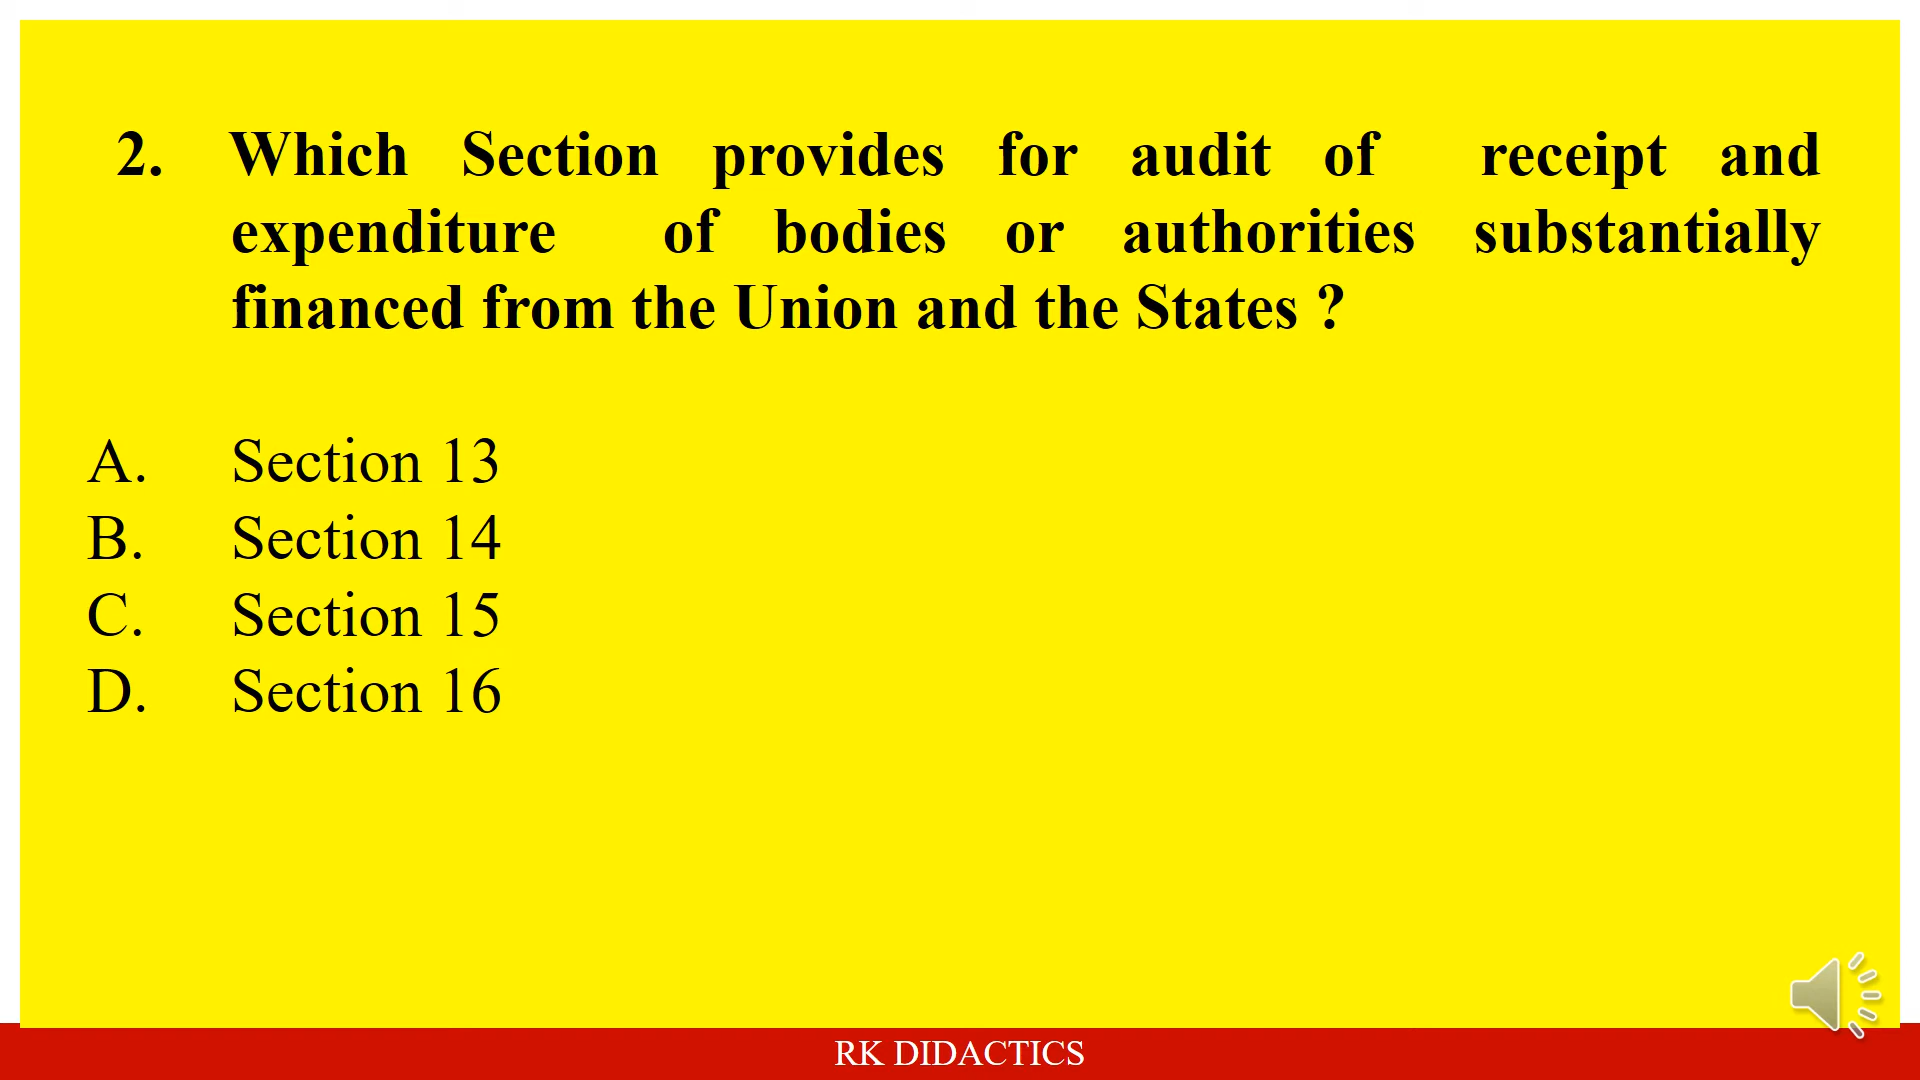 2. Which Section provides for audit of receipt and
expenditure of bodies or authorities substantially
financed from the Union and the States ?
A. Section 13
B. Section 14
C. Section 15
D. Section 16
RK DIDACTICS